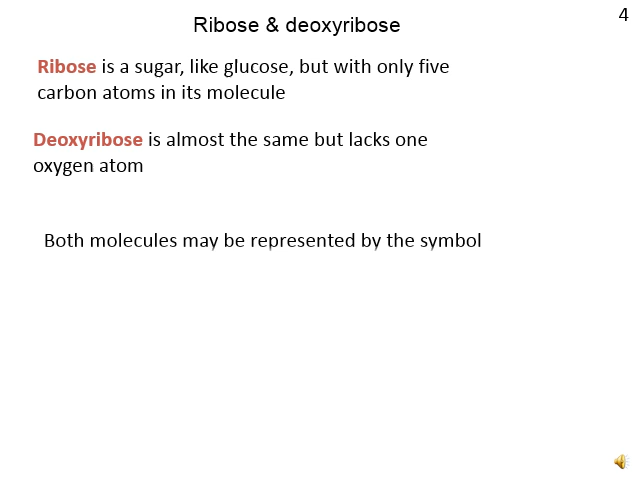 4
Ribose & deoxyribose
Ribose is a sugar, like glucose, but with only five
carbon atoms in its molecule
Deoxyribose is almost the same but lacks one
oxygen atom
Both molecules may be represented by the symbol